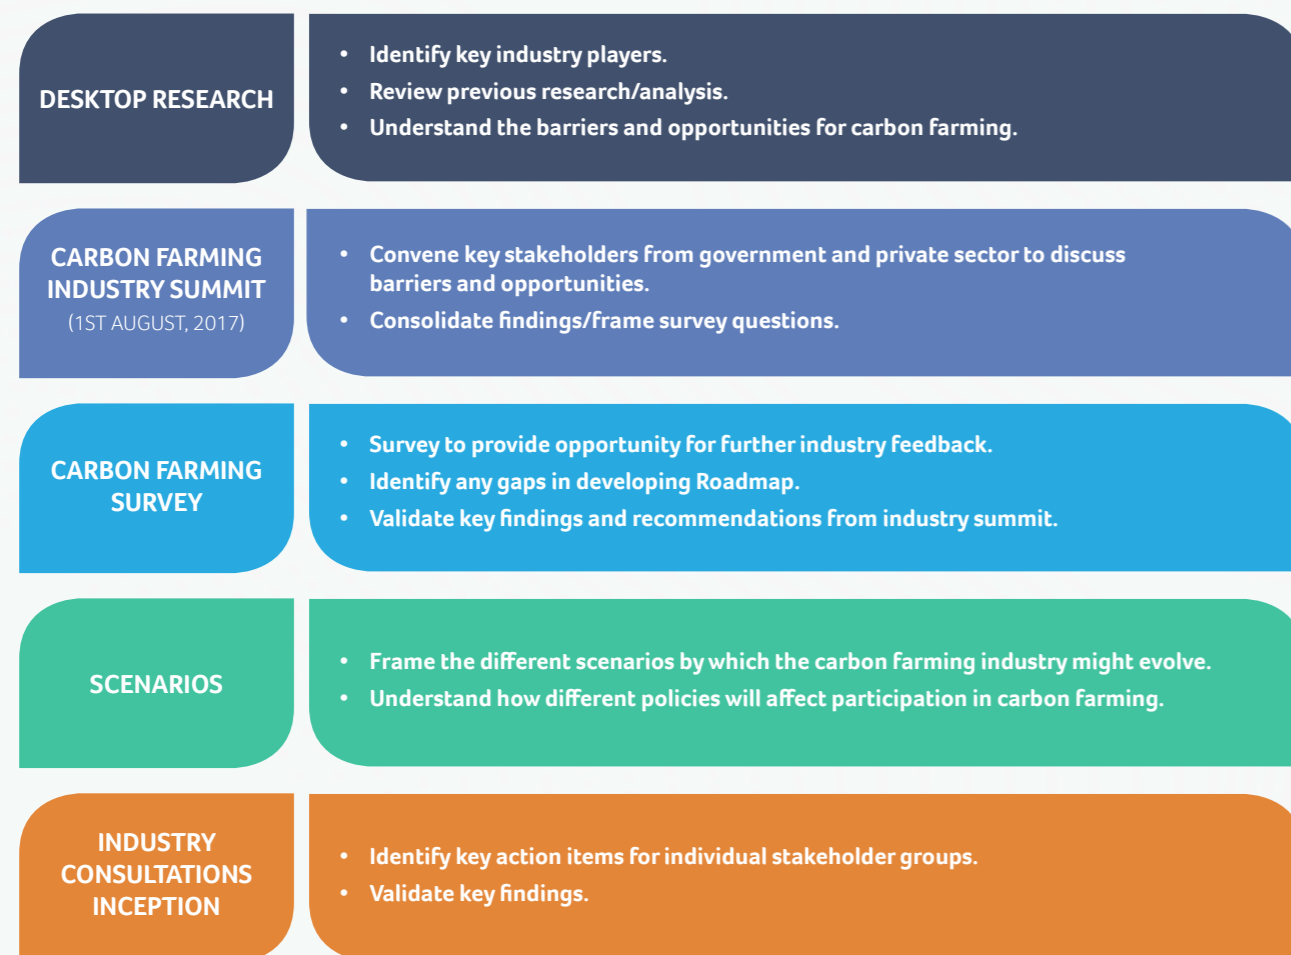 DESKTOP RESEARCH
• Identify key industry players.
• Review previous research/analysis.
• Understand the barriers and opportunities for carbon farming.
CARBON FARMING
INDUSTRY SUMMIT
(1ST AUGUST, 2017)
• Convene key stakeholders from government and private sector to discuss
barriers and opportunities.
• Consolidate findings/frame survey questions.
CARBON FARMING
SURVEY
• Survey to provide opportunity for further industry feedback.
• Identify any gaps in developing Roadmap.
• Validate key findings and recommendations from industry summit.
SCENARIOS
• Frame the different scenarios by which the carbon farming industry might evolve.
• Understand how different policies will affect participation in carbon farming.
INDUSTRY
CONSULTATIONS
INCEPTION
• Identify key action items for individual stakeholder groups.
• Validate key findings.